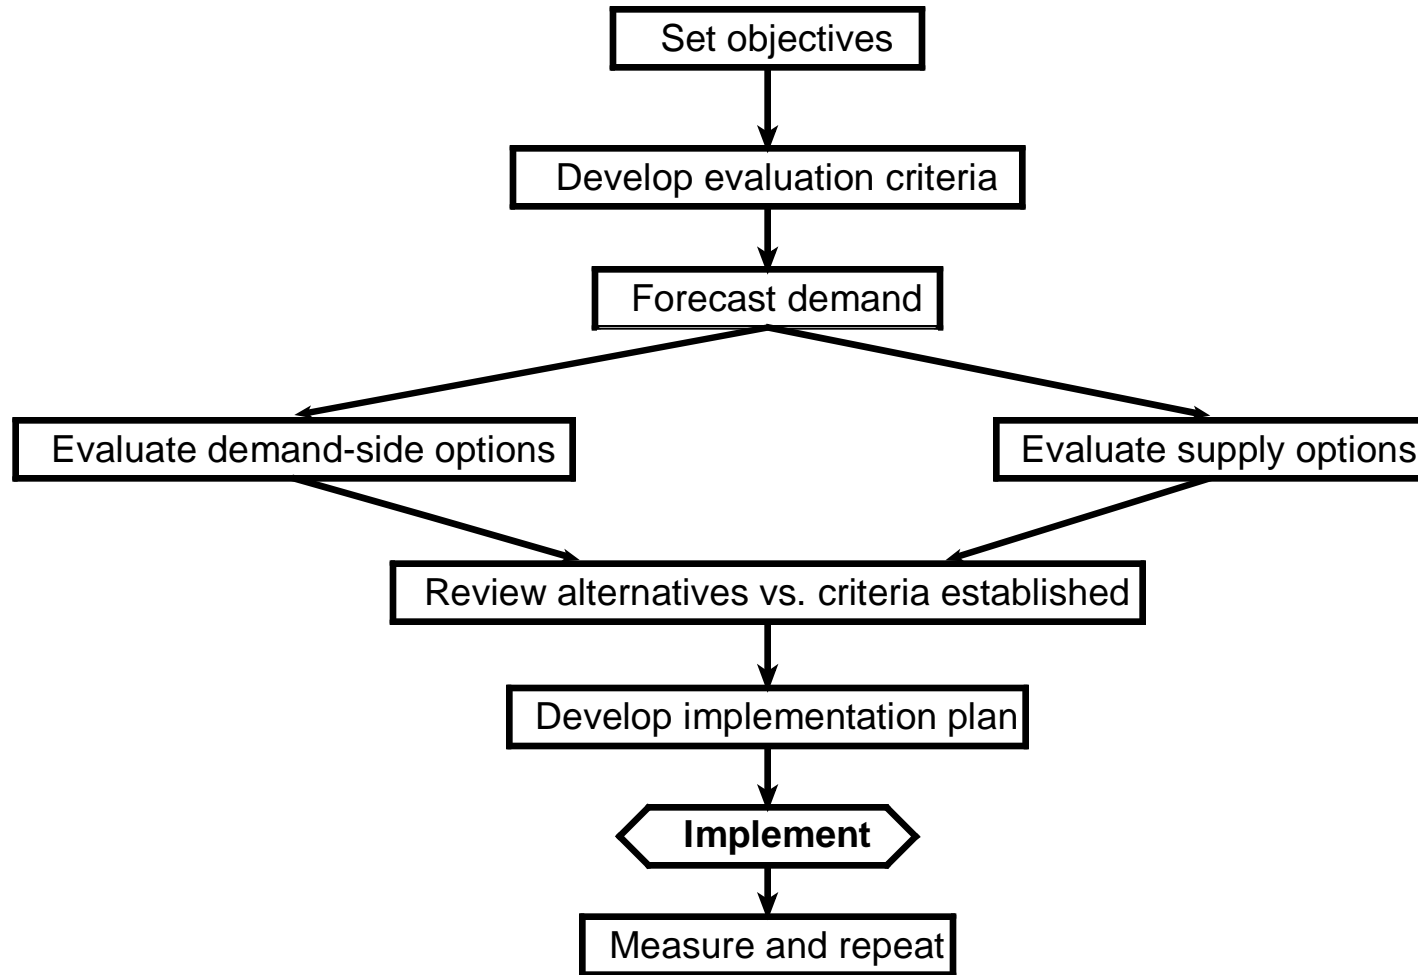 Set objectives
Develop evaluation criteria
Forecast demand
Evaluate demand-side options
Evaluate supply options
Review alternatives vs. criteria established
Develop implementation plan
Implement
Measure and repeat